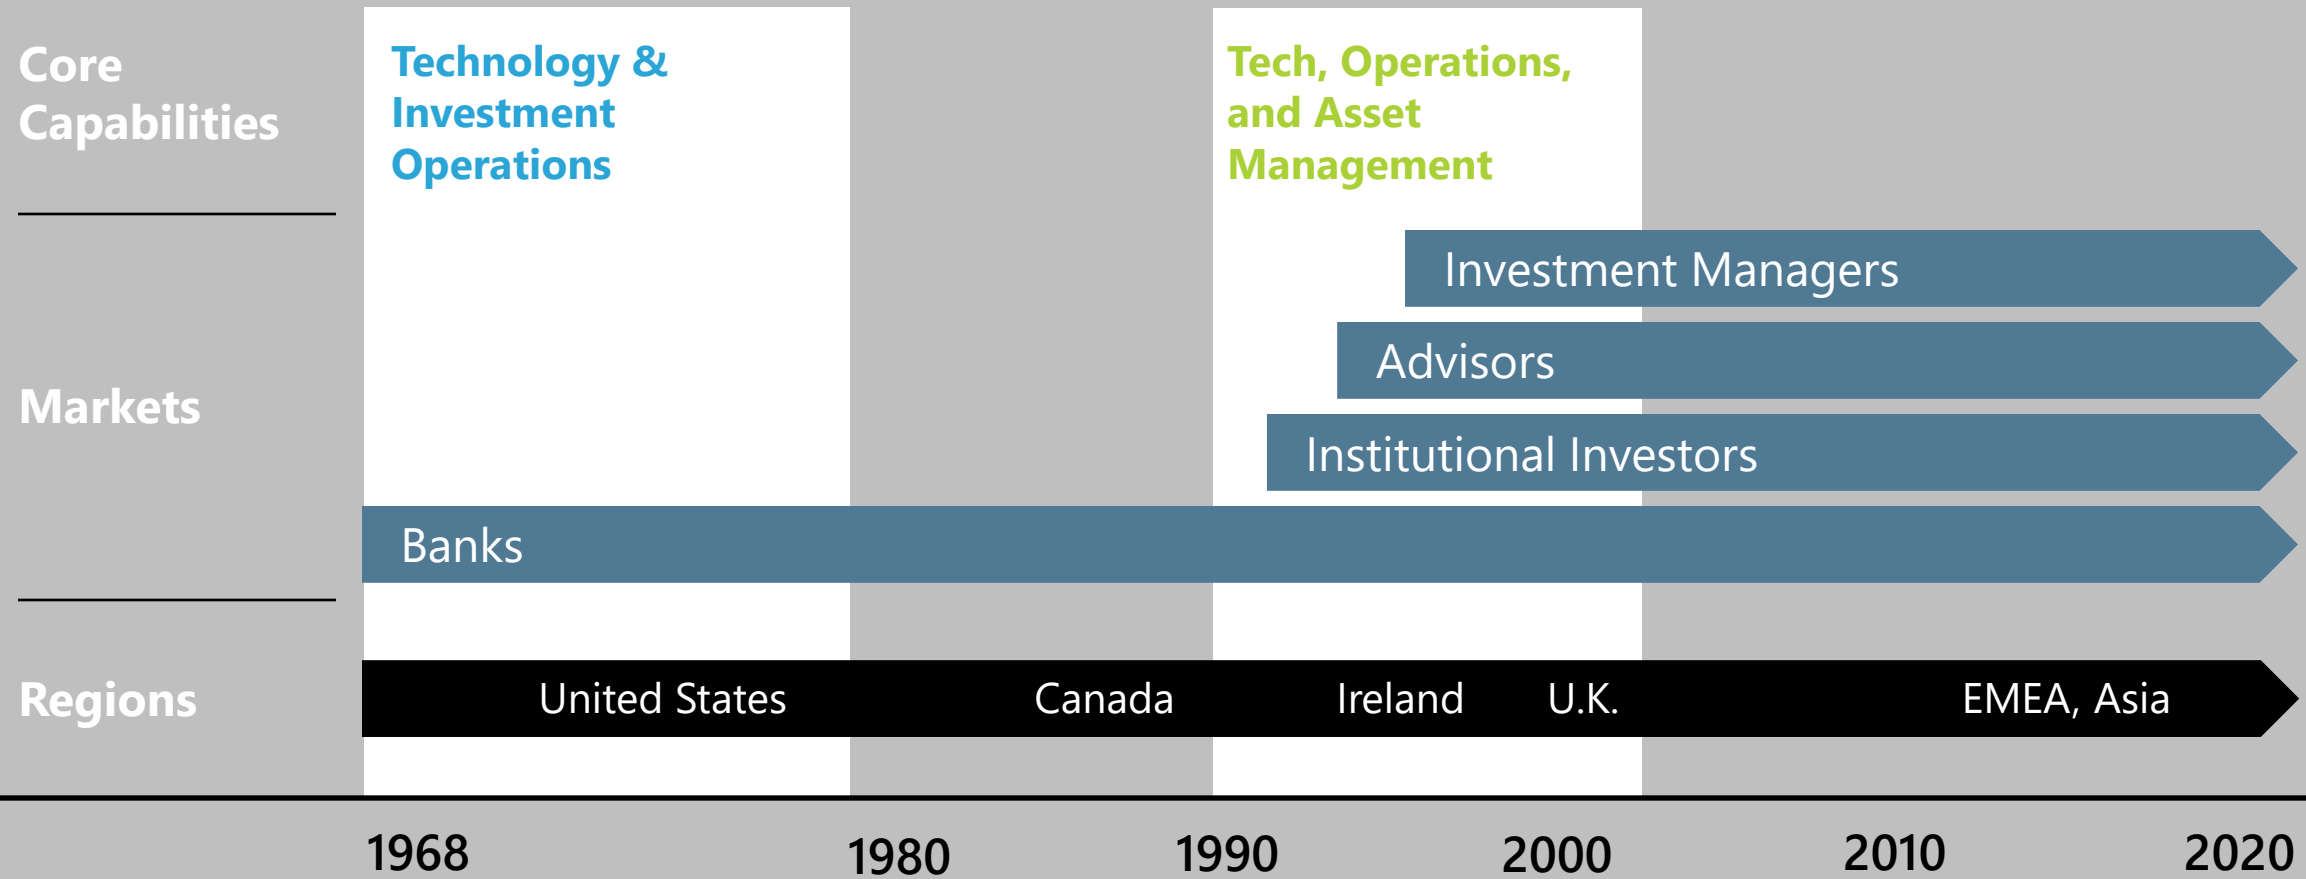 Core
Capabilities
Technology &
Investment
Operations
Tech, Operations,
and Asset
Management
Markets
Investment Managers
Advisors
Institutional Investors
Banks
Regions
United States
Canada
Ireland
U.K.
EMEA, Asia
1968
1980
1990
2000
2010
2020